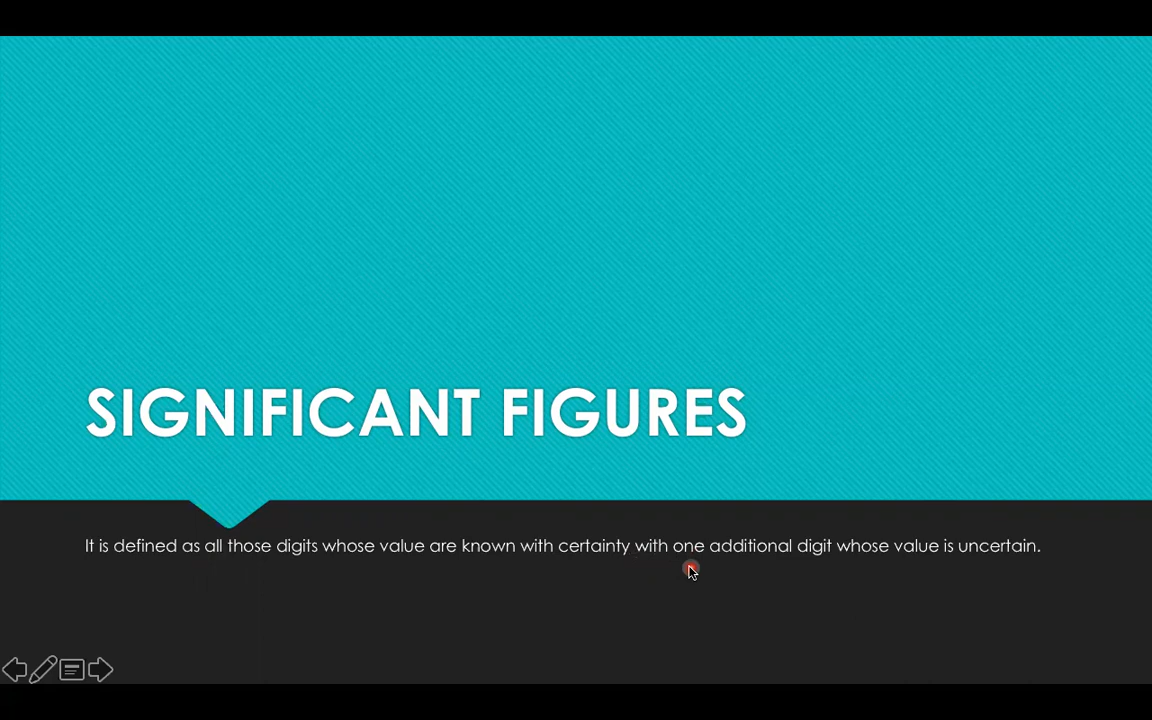 SIGNIFICANT FIGURES
It is defined as all those digits whose value are known with certainty with one additional digit whose value is uncertain.